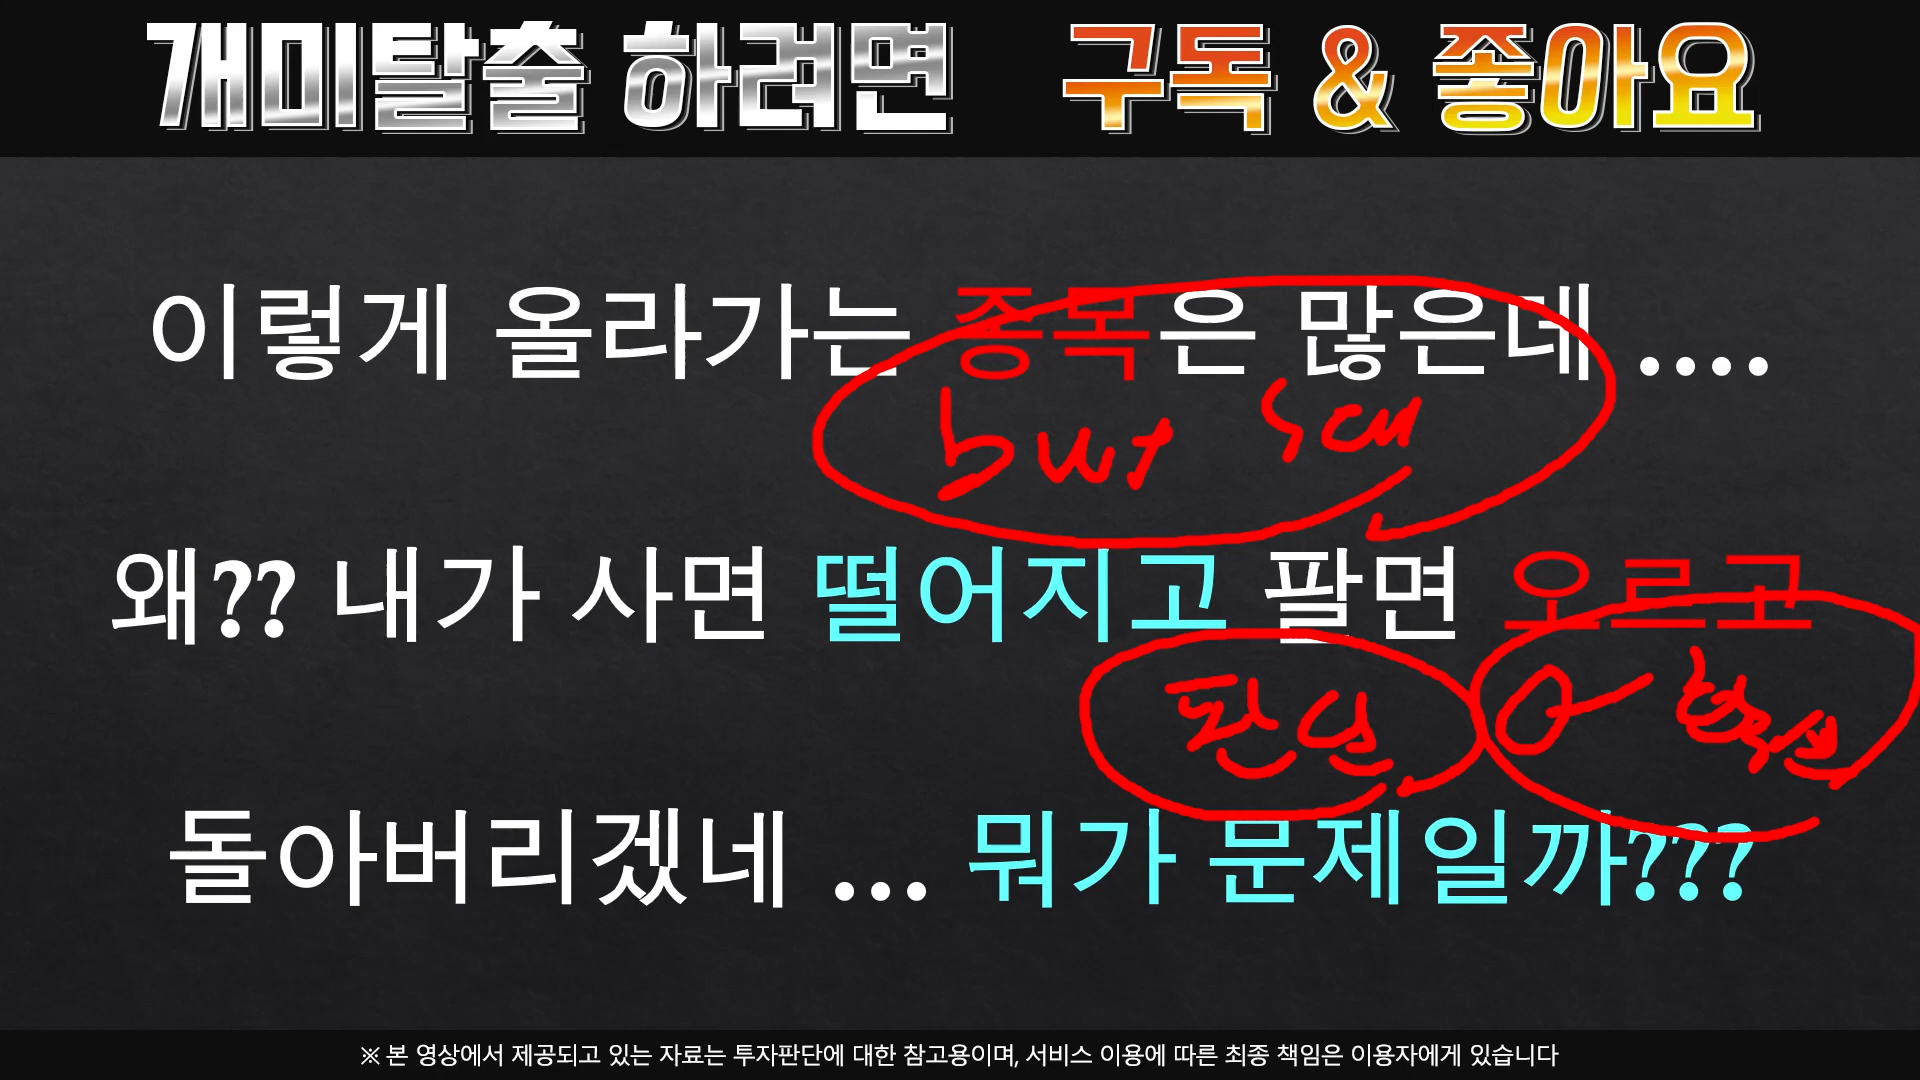 개미탈출 하려면 구독 & 좋아요
이렇게 올라가는 종목은 많은데 ....
but
왜?? 내가 사면 떨어지고 팔면 오르고
판단
돌아버리겠네 ... 뭐가 문제일까???
※ 본 영상에서 제공되고 있는 자료는 투자판단에 대한 참고용이며, 서비스 이용에 따른 최종 책임은 이용자에게 있습니다